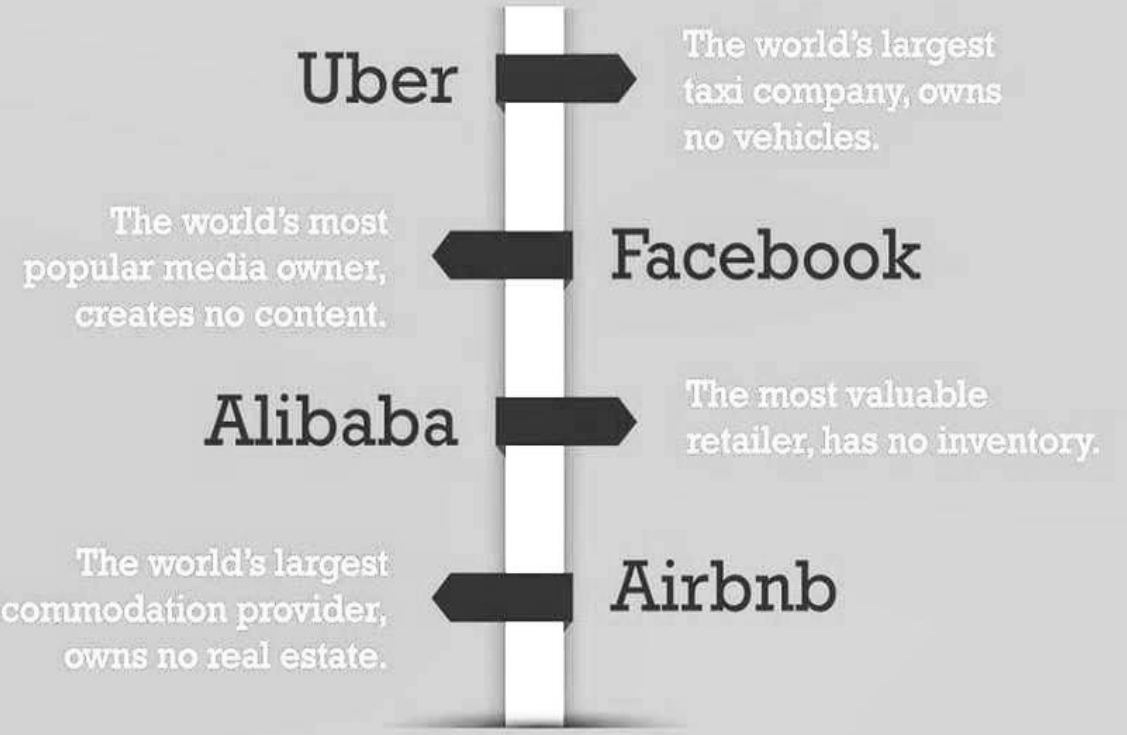 Uber
The world's largest
taxi company, owns
no vehicles.
Facebook
The world's most
popular media owner,
creates no content.
Alibaba
The most valuable
retailer, has no inventory.
Airbnb
The world's largest
commodation provider,
owns no real estate.